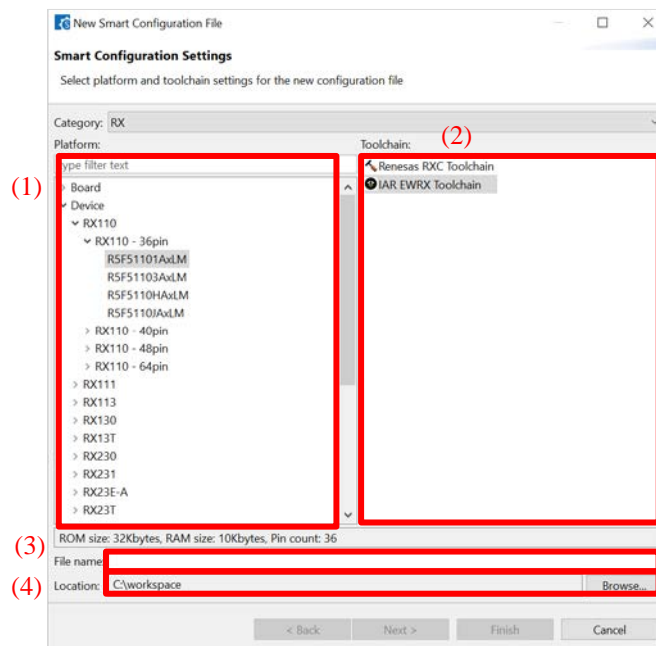 New Smart Configuration File
Smart Configuration Settings
Select platform and toolchain settings for the new configuration file
Category: RX
Platform:
Toolchain:
(2)
(1)
type filter text
Board
Device
RX110
RX110 - 36pin
R5F51101AxLM
R5F51103AxLM
R5F5110HAxLM
R5F5110JAxLM
RX110 - 40pin
RX110 - 48pin
RX110 - 64pin
RX111
RX113
RX130
RX13T
RX230
RX231
RX23E-A
RX23T
Renesas RXC Toolchain
IAR EWRX Toolchain
ROM size: 32Kbytes, RAM size: 10Kbytes, Pin count: 36
(3)
File name:
(4)
Location: C:\workspace Browse...
< Back Next > Finish Cancel